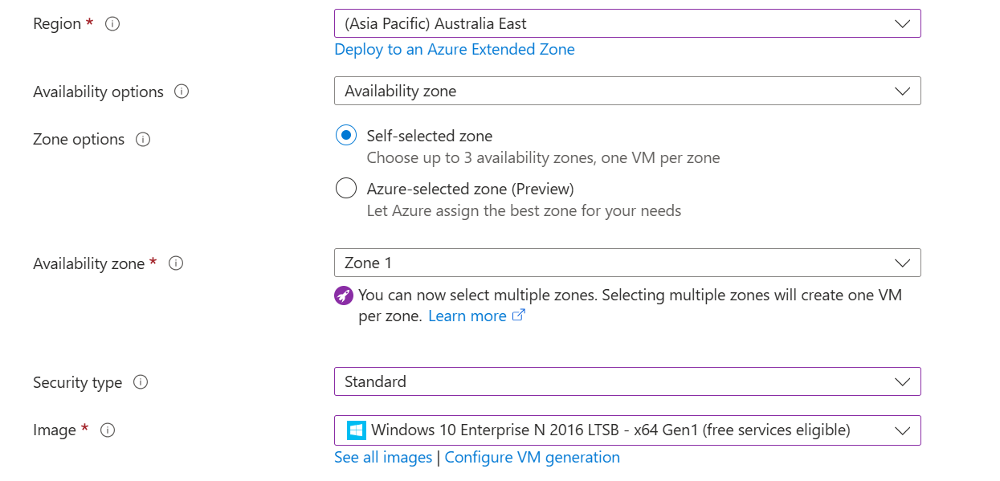 Region *
(Asia Pacific) Australia East
Deploy to an Azure Extended Zone
Availability options
Availability zone
Zone options
Self-selected zone
Choose up to 3 availability zones, one VM per zone
Azure-selected zone (Preview)
Let Azure assign the best zone for your needs
Availability zone *
Zone 1
You can now select multiple zones. Selecting multiple zones will create one VM
per zone. Learn more
Security type
Standard
Image *
Windows 10 Enterprise N 2016 LTSB - x64 Gen1 (free services eligible)
See all images | Configure VM generation